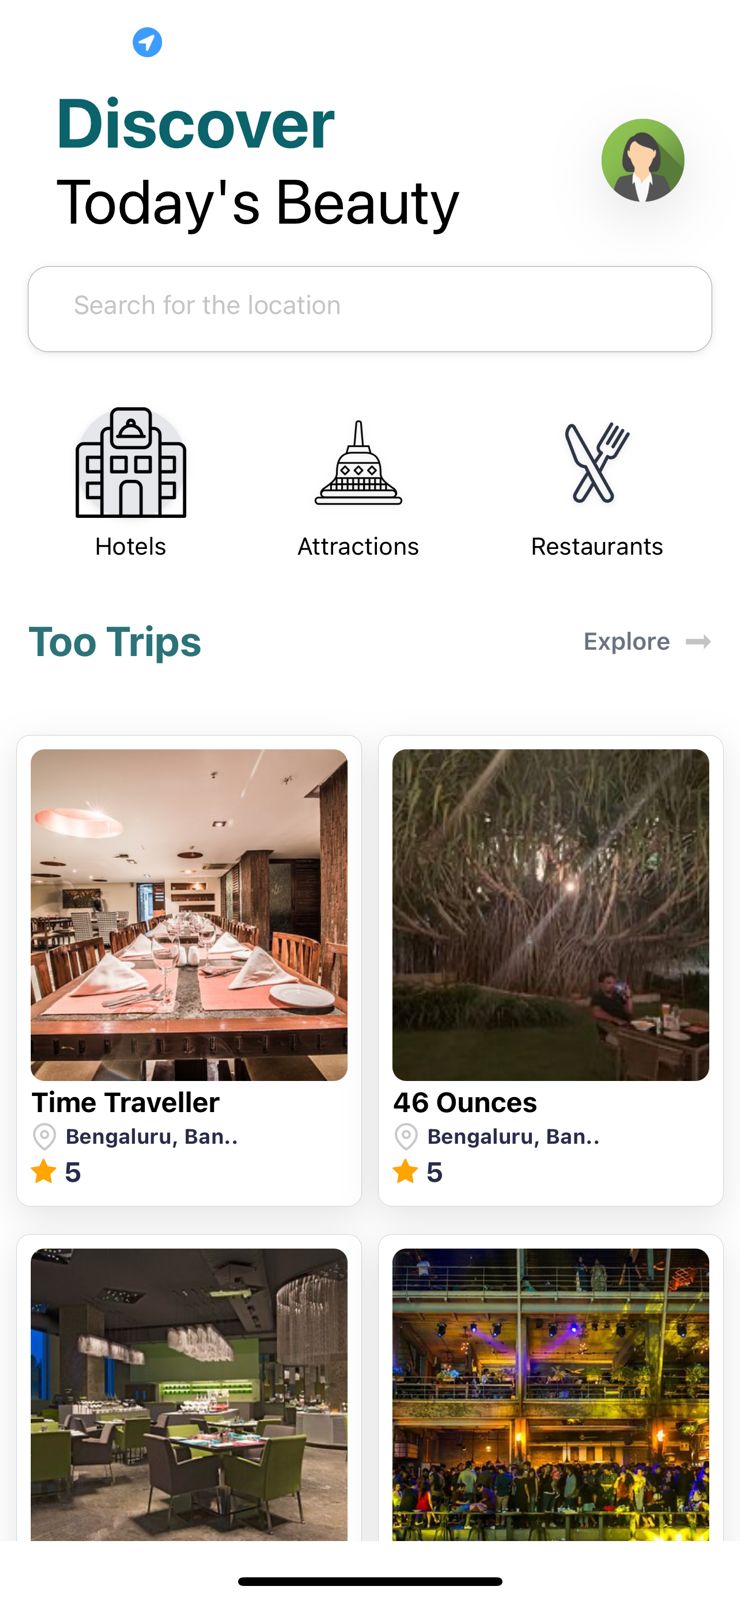 Discover
Today's Beauty
Search for the location
Hotels
Attractions
Restaurants
Too Trips
Explore
Time Traveller
Bengaluru, Ban..
5
46 Ounces
Bengaluru, Ban..
5